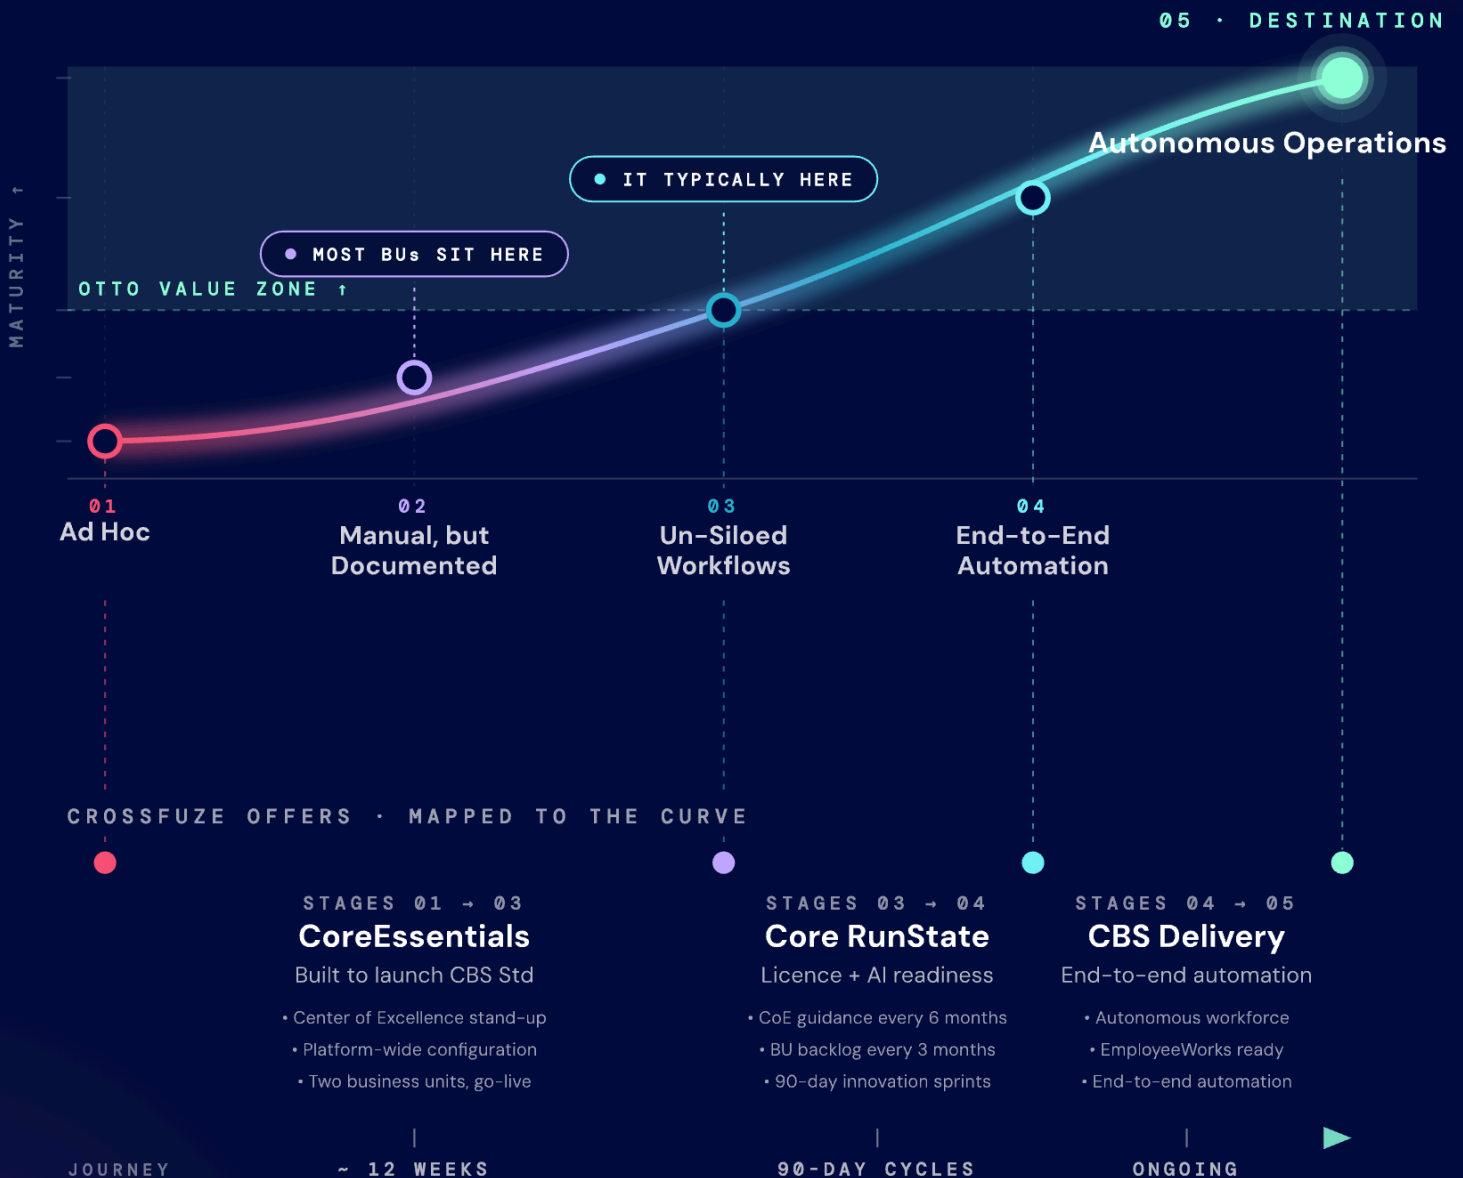 05 · DESTINATION
Autonomous Operations
IT TYPICALLY HERE
MOST BUs SIT HERE
OTTO VALUE ZONE ↑
MATURITY ↑
01
Ad Hoc
02
Manual, but
Documented
03
Un-Siloed
Workflows
04
End-to-End
Automation
CROSSFUZE OFFERS · MAPPED TO THE CURVE
STAGES 01 → 03
CoreEssentials
Built to launch CBS Std
• Center of Excellence stand-up
• Platform-wide configuration
• Two business units, go-live
STAGES 03 → 04
Core RunState
Licence + AI readiness
• CoE guidance every 6 months
• BU backlog every 3 months
• 90-day innovation sprints
STAGES 04 → 05
CBS Delivery
End-to-end automation
• Autonomous workforce
• EmployeeWorks ready
• End-to-end automation
JOURNEY
~ 12 WEEKS
90-DAY CYCLES
ONGOING